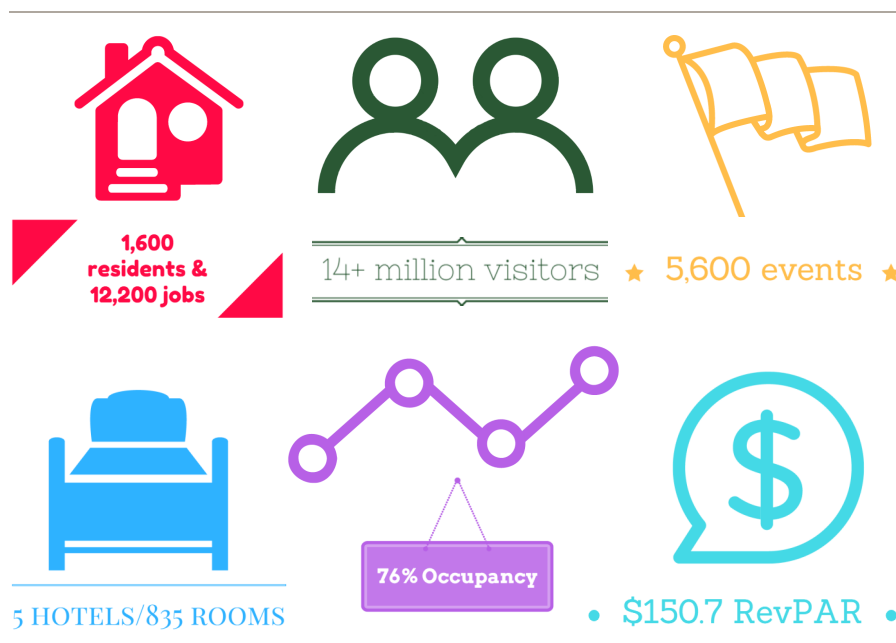 1,600
residents &
12,200 jobs
14+ million visitors
5,600 events
5 HOTELS/835 ROOMS
76% Occupancy
$150.7 RevPAR